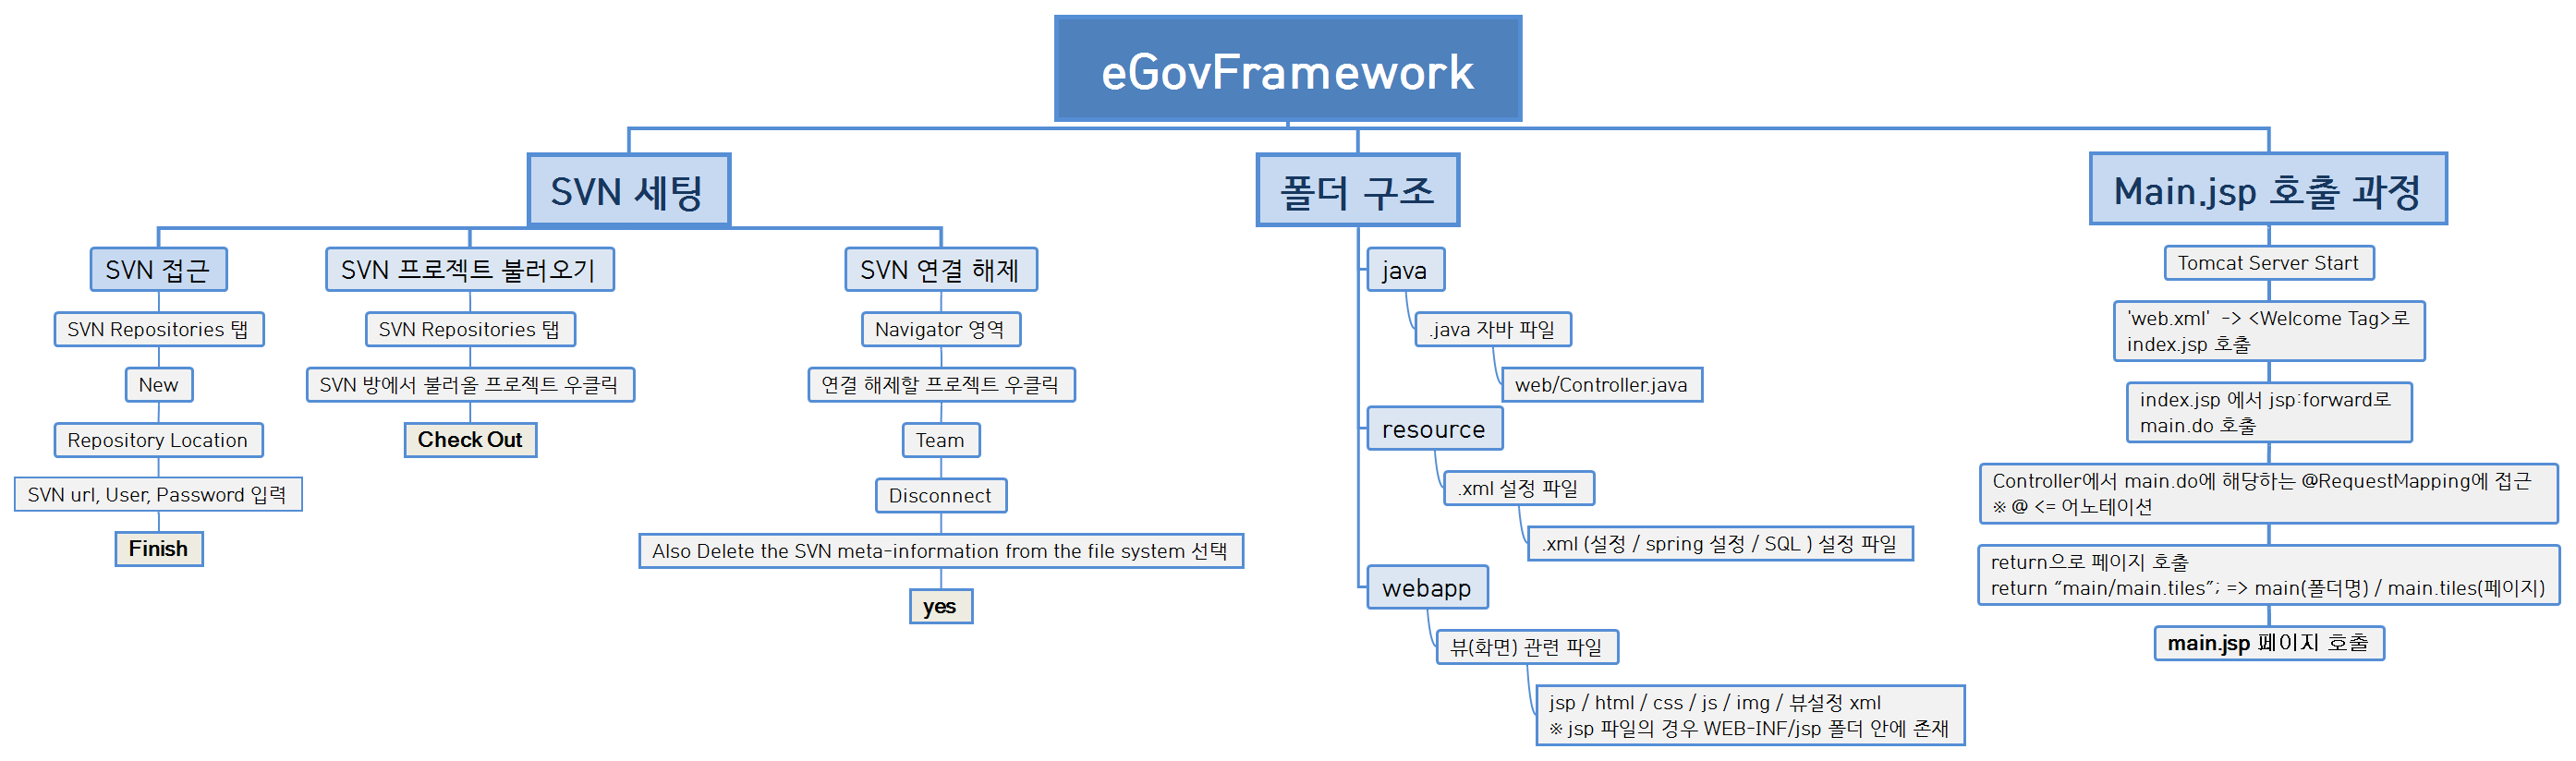 eGovFramework
SVN 세팅
SVN 접근
SVN Repositories 탭
New
Repository Location
SVN url, User, Password 입력
Finish
SVN 프로젝트 불러오기
SVN Repositories 탭
SVN 방에서 불러올 프로젝트 우클릭
Check Out
SVN 연결 해제
Navigator 영역
연결 해제할 프로젝트 우클릭
Team
Disconnect
Also Delete the SVN meta-information from the file system 선택
yes
폴더 구조
java
.java 자바 파일
web/Controller.java
resource
.xml 설정 파일
.xml (설정 / spring 설정 / SQL ) 설정 파일
webapp
뷰(화면) 관련 파일
jsp / html / css / js / img / 뷰설정 xml
※ jsp 파일의 경우 WEB-INF/jsp 폴더 안에 존재
Main.jsp 호출 과정
Tomcat Server Start
'web.xml' -> <Welcome Tag>로
index.jsp 호출
index.jsp 에서 jsp:forward로
main.do 호출
Controller에서 main.do에 해당하는 @RequestMapping에 접근
※ @ <= 어노테이션
return으로 페이지 호출
return “main/main.tiles”; => main(폴더명) / main.tiles(페이지)
main.jsp 페이지 호출